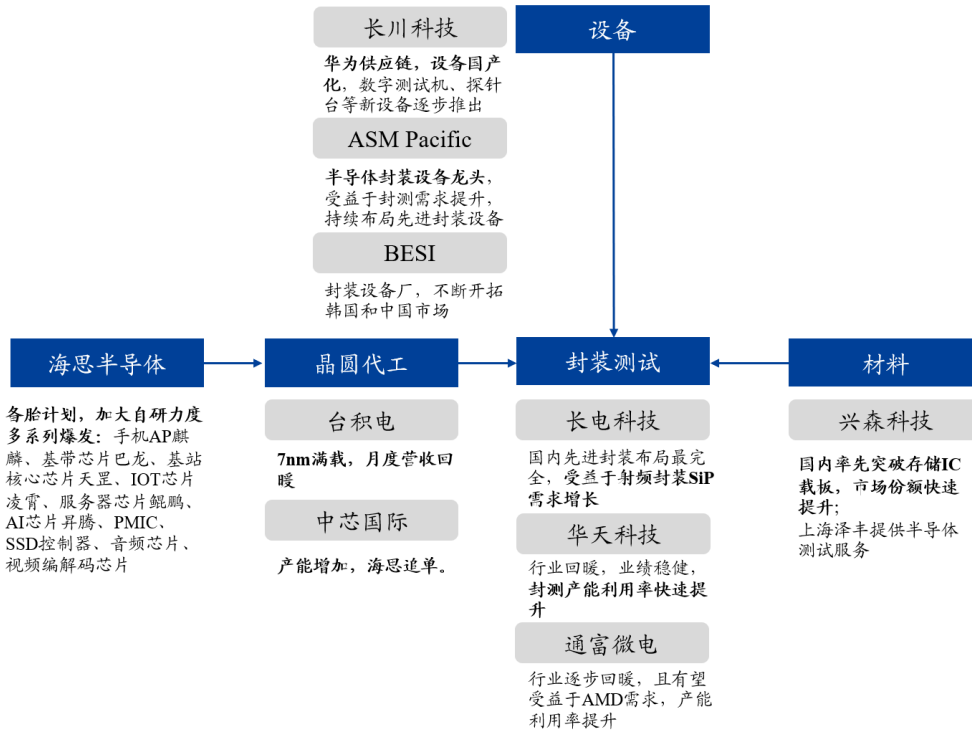 长川科技
华为供应链，设备国产
化，数字测试机、探针
台等新设备逐步推出
ASM Pacific
半导体封装设备龙头，
受益于封测需求提升，
持续布局先进封装设备
BESI
封装设备厂，不断开拓
韩国和中国市场
设备
海思半导体
备胎计划，加大自研力度
多系列爆发：手机AP麒
麟、基带芯片巴龙、基站
核心芯片天罡、IOT芯片
凌霄、服务器芯片鲲鹏、
AI芯片昇腾、PMIC、
SSD控制器、音频芯片、
视频编解码芯片
晶圆代工
台积电
7nm满载，月度营收回
暖
中芯国际
产能增加，海思追单。
封装测试
长电科技
国内先进封装布局最完
全，受益于射频封装SiP
需求增长
华天科技
行业回暖，业绩稳健，
封测产能利用率快速提
升
通富微电
行业逐步回暖，且有望
受益于AMD需求，产能
利用率提升
材料
兴森科技
国内率先突破存储IC
载板，市场份额快速
提升；
上海泽丰提供半导体
测试服务